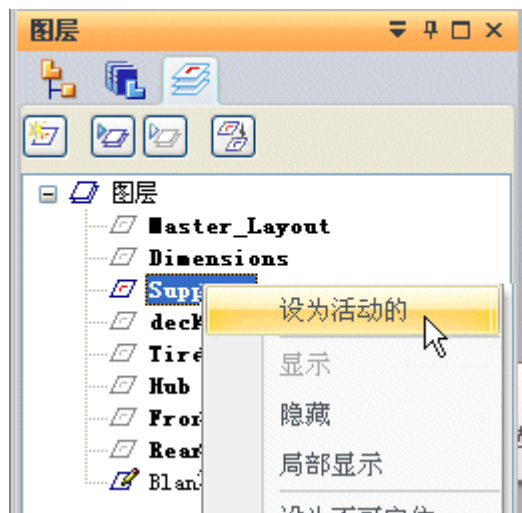 图层
图层
Master_Layout
Dimensions
Supp
设为活动的
deck
Tire
显示
Hub
隐藏
Fron
Rear
局部显示
Blan